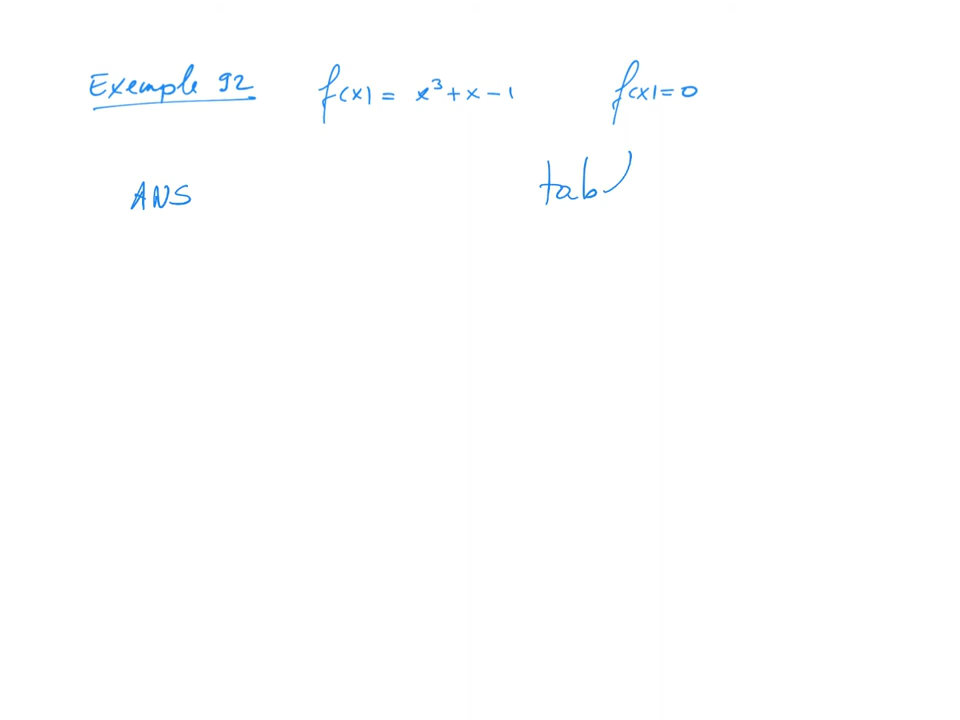 Exemple 92 f(x) = x³ + x - 1 f(x) = 0
ANS tab